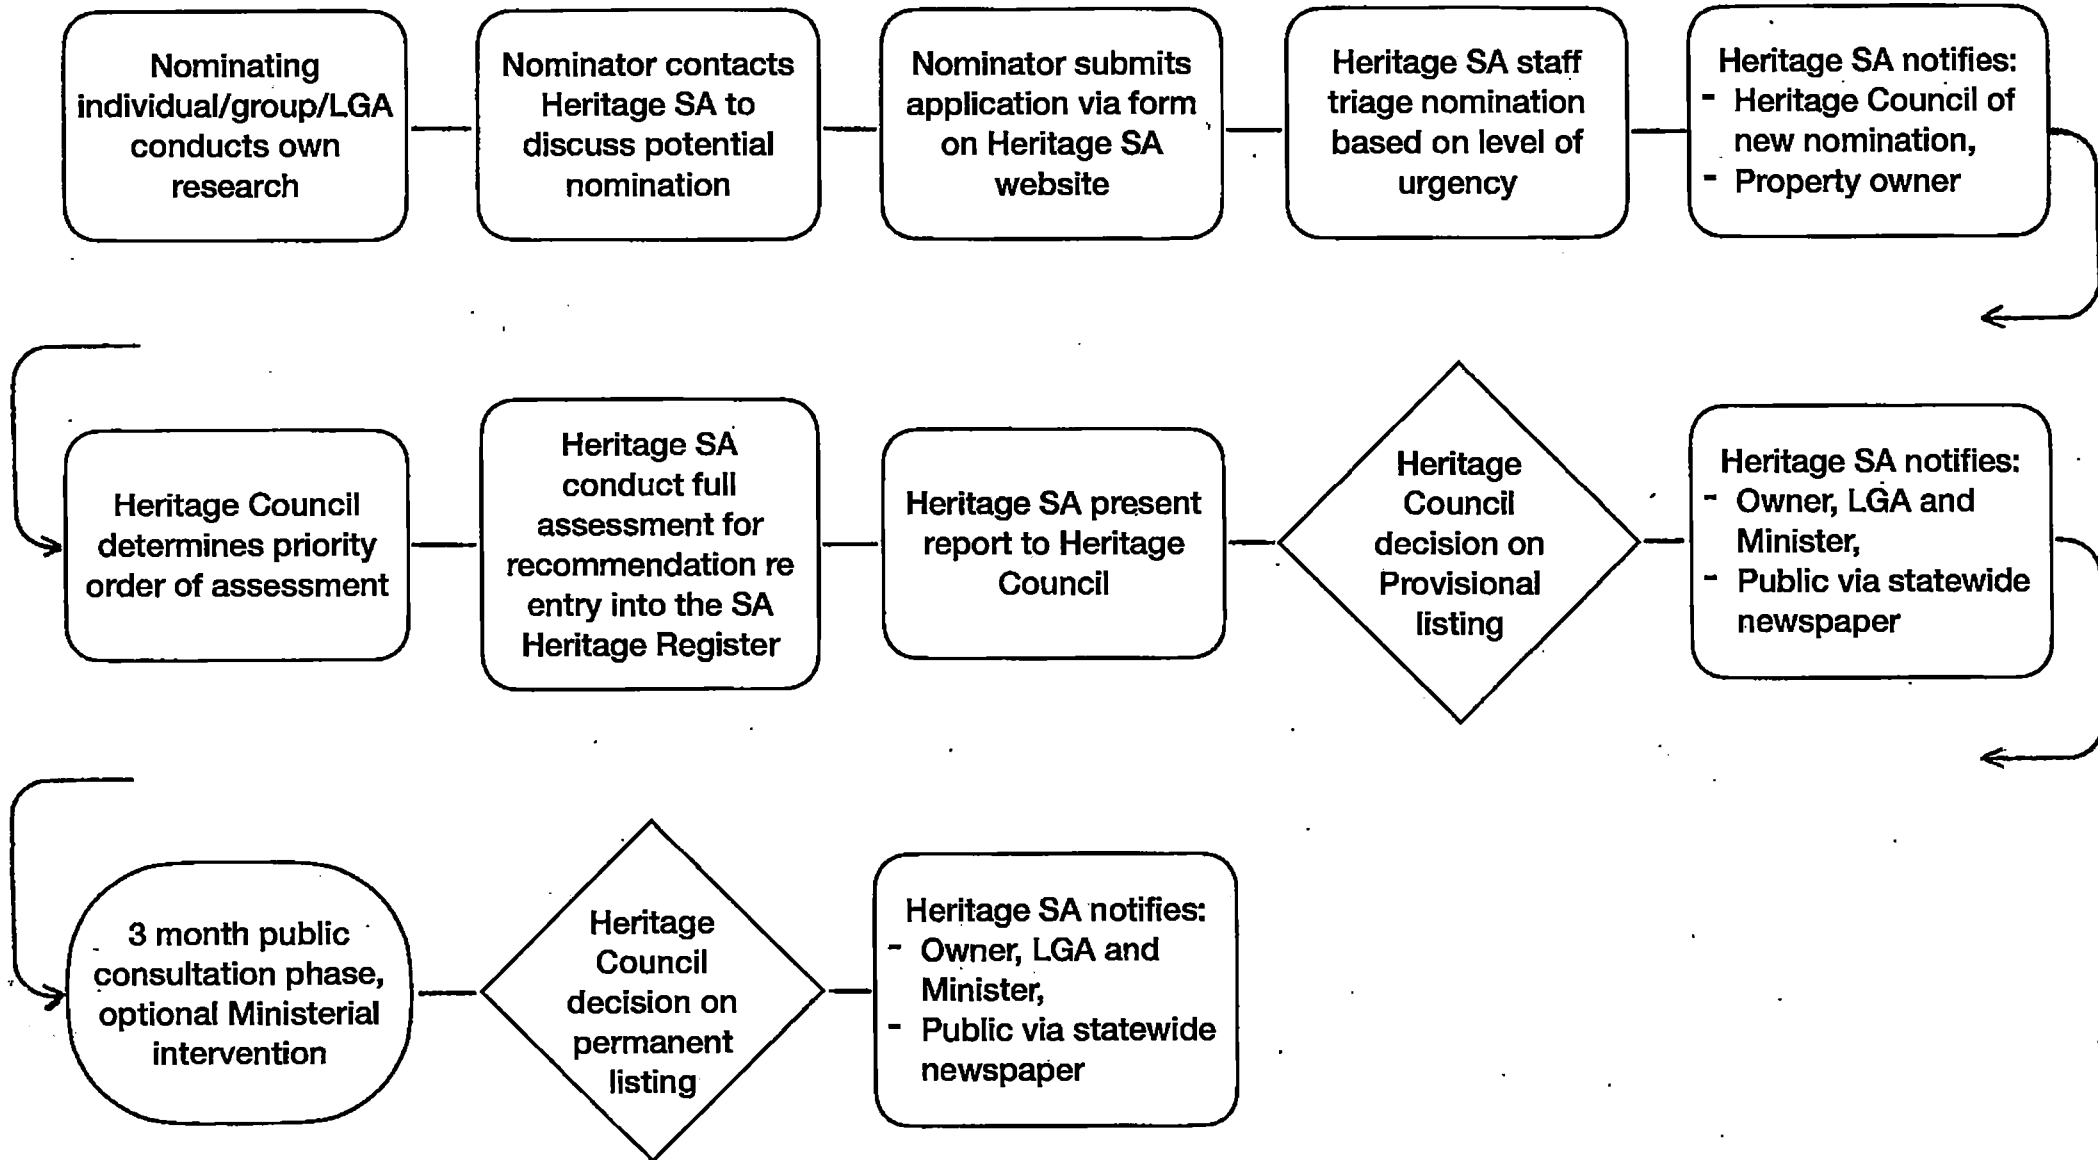 Nominating
individual/group/LGA
conducts own
research
Nominator contacts
Heritage SA to
discuss potential
nomination
Nominator submits
application via form
on Heritage SA
website
Heritage SA staff
triage nomination
based on level of
urgency
Heritage SA notifies:
- Heritage Council of
new nomination,
- Property owner
Heritage Council
determines priority
order of assessment
Heritage SA
conduct full
assessment for
recommendation re
entry into the SA
Heritage Register
Heritage SA present
report to Heritage
Council
Heritage
Council
decision on
Provisional
listing
Heritage SA notifies:
- Owner, LGA and
Minister,
- Public via statewide
newspaper
3 month public
consultation phase,
optional Ministerial
intervention
Heritage
Council
decision on
permanent
listing
Heritage SA notifies:
- Owner, LGA and
Minister,
- Public via statewide
newspaper